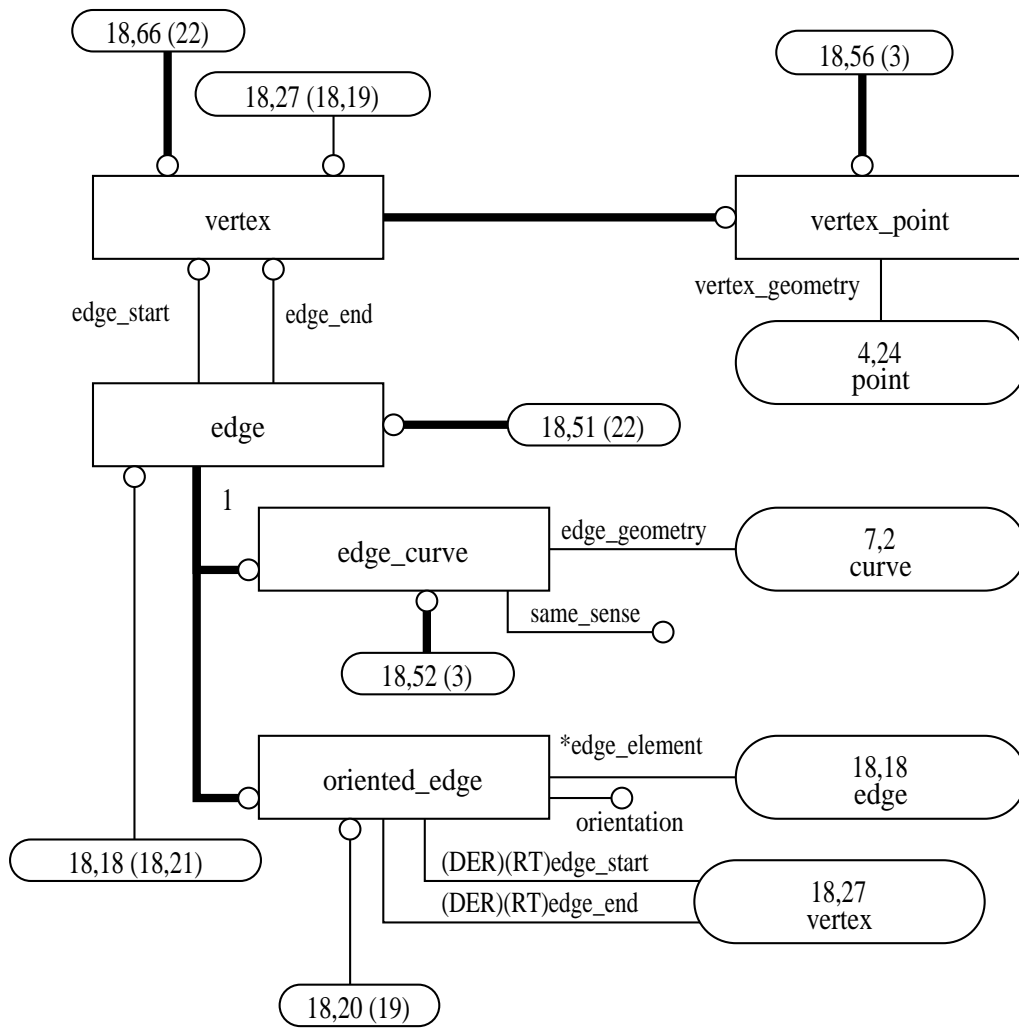 18,66 (22)
18,56 (3)
18,27 (18,19)
vertex
vertex_point
edge_start
edge_end
vertex_geometry
4,24
point
edge
18,51 (22)
1
edge_curve
edge_geometry
7,2
curve
same_sense
18,52 (3)
*edge_element
oriented_edge
18,18
edge
orientation
18,18 (18,21)
(DER)(RT)edge_start
(DER)(RT)edge_end
18,27
vertex
18,20 (19)